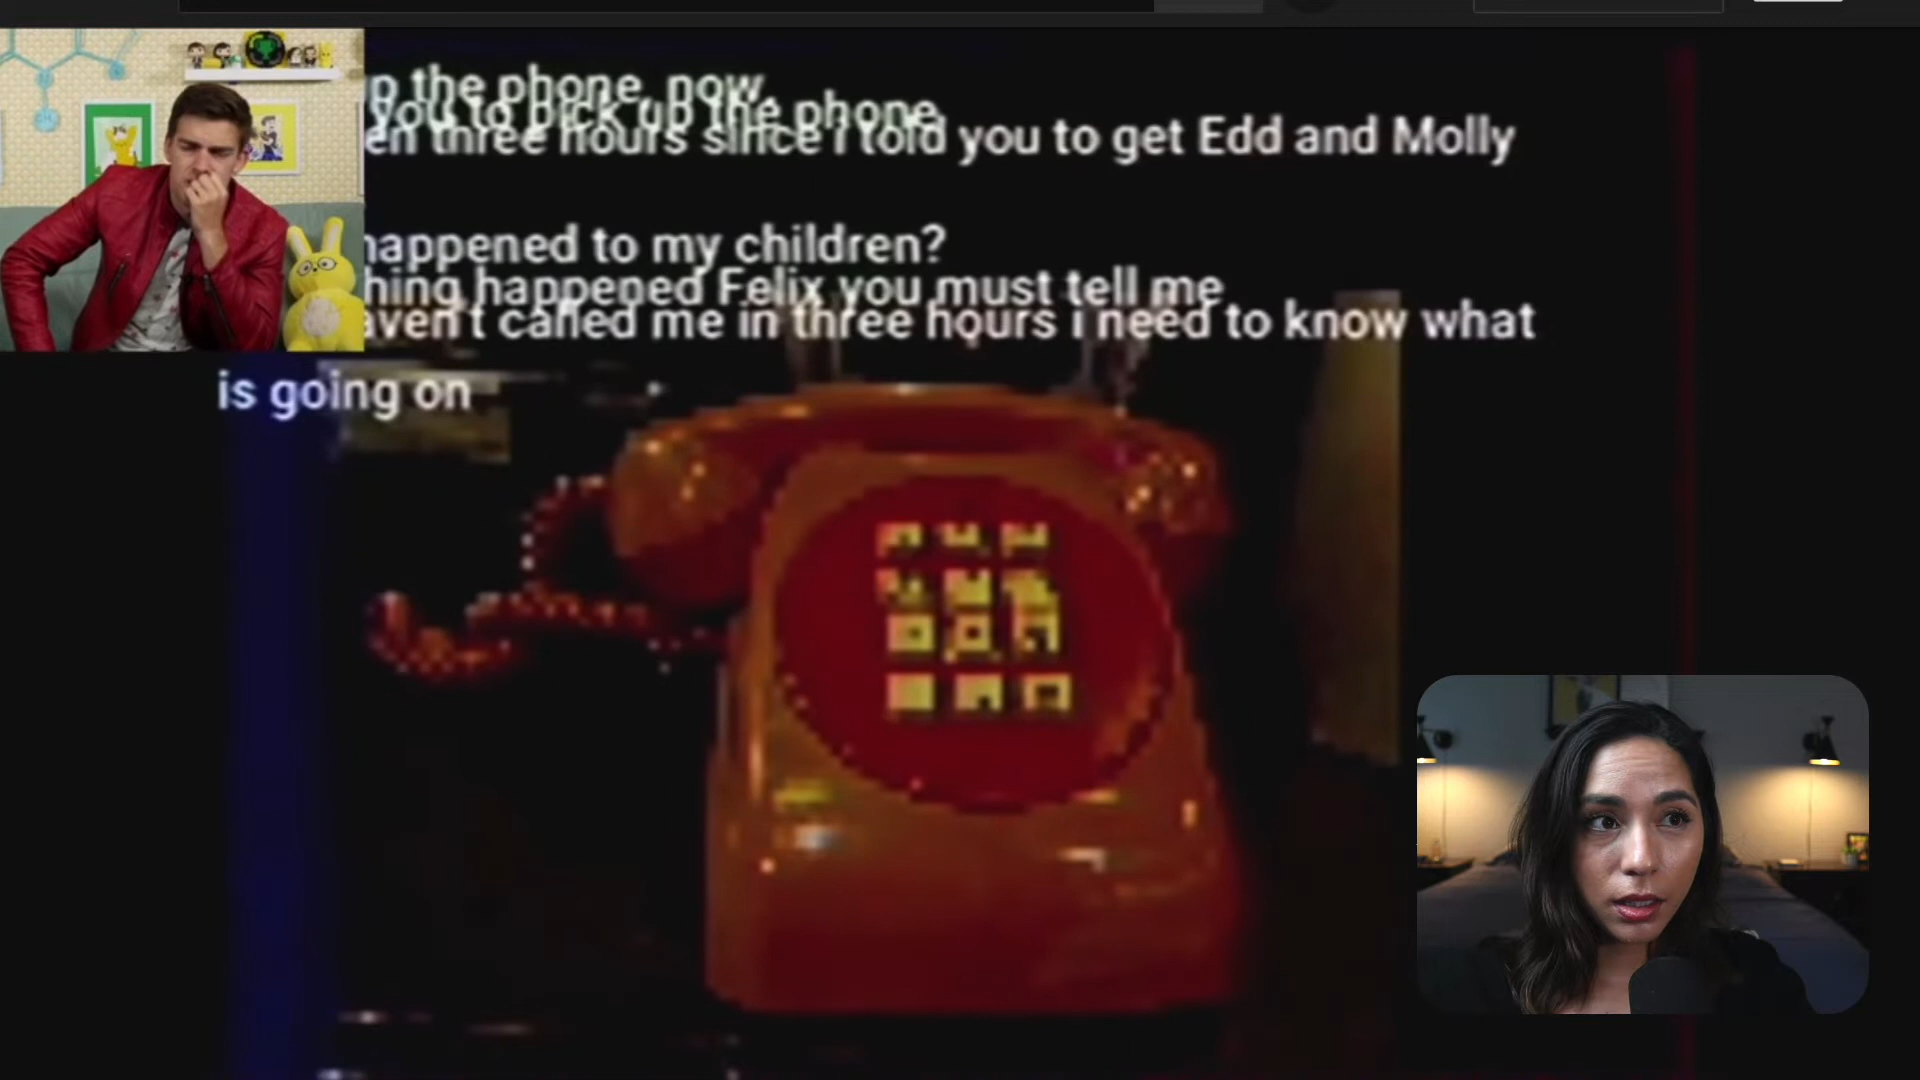 up the phone, now.
you to pick up the phone
en three hours since i told you to get Edd and Molly
happened to my children?
hing happened Felix you must tell me
aven't called me in three hours i need to know what
is going on